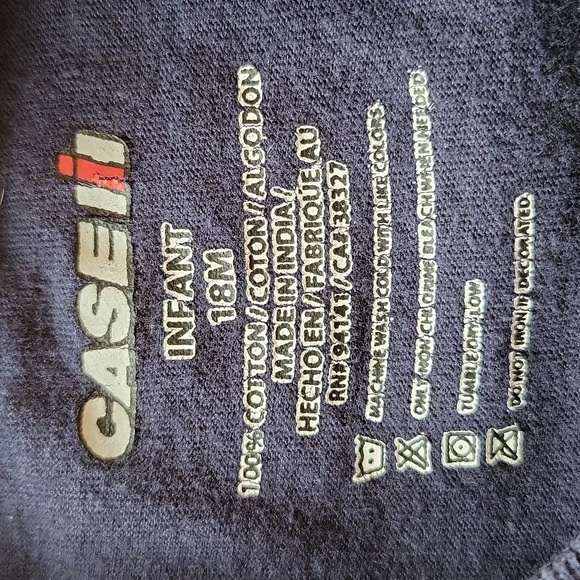 CASE IH
INFANT
18M
100% COTTON//COTON//ALGODON
MADE IN INDIA/
HECHO EN//FABRIQUE AU
RN# 94141//CA# 38327
MACHINE WASH COLD WITH LIKE COLORS.
ONLY NON-CHLORINE BLEACH WHEN NEEDED.
TUMBLE DRY LOW
DO NOT IRON IF DECORATED.